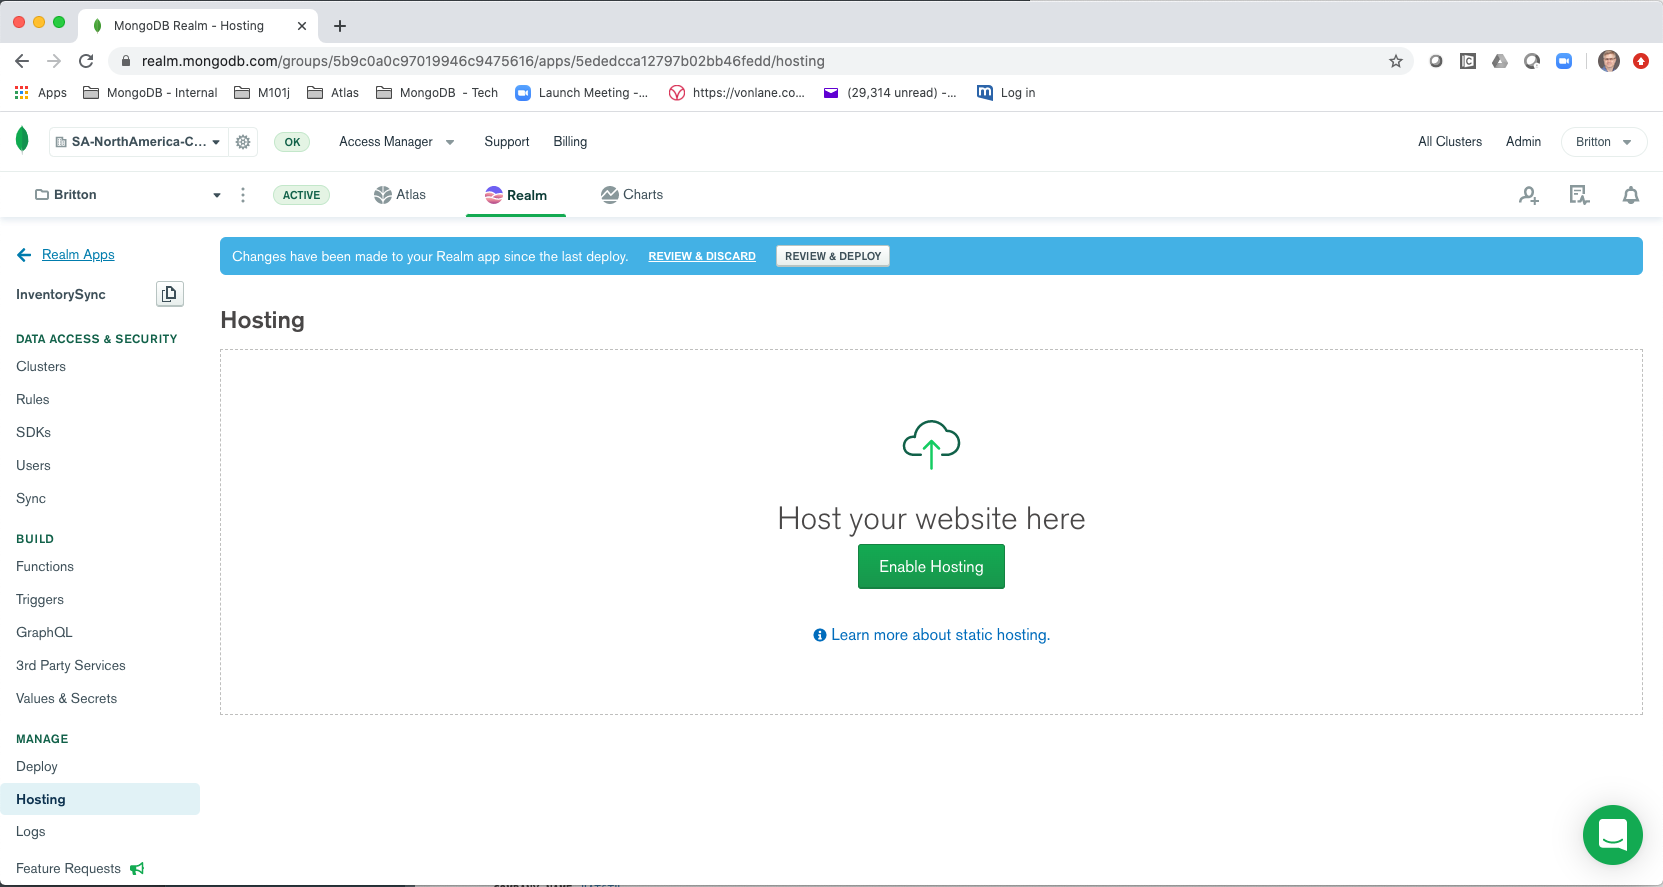 MongoDB Realm - Hosting
realm.mongodb.com/groups/5b9c0a0c97019946c9475616/apps/5ededcca12797b02bb46fedd/hosting
Apps MongoDB - Internal M101j Atlas MongoDB - Tech Launch Meeting -... https://vonlane.co... (29,314 unread) -... Log in
SA-NorthAmerica-C... OK Access Manager Support Billing All Clusters Admin Britton
Britton ACTIVE Atlas Realm Charts
Realm Apps
Changes have been made to your Realm app since the last deploy. REVIEW & DISCARD REVIEW & DEPLOY
InventorySync
Hosting
DATA ACCESS & SECURITY
Clusters
Rules
SDKs
Users
Sync
BUILD
Functions
Triggers
GraphQL
3rd Party Services
Values & Secrets
MANAGE
Deploy
Hosting
Logs
Feature Requests
Host your website here
Enable Hosting
Learn more about static hosting.